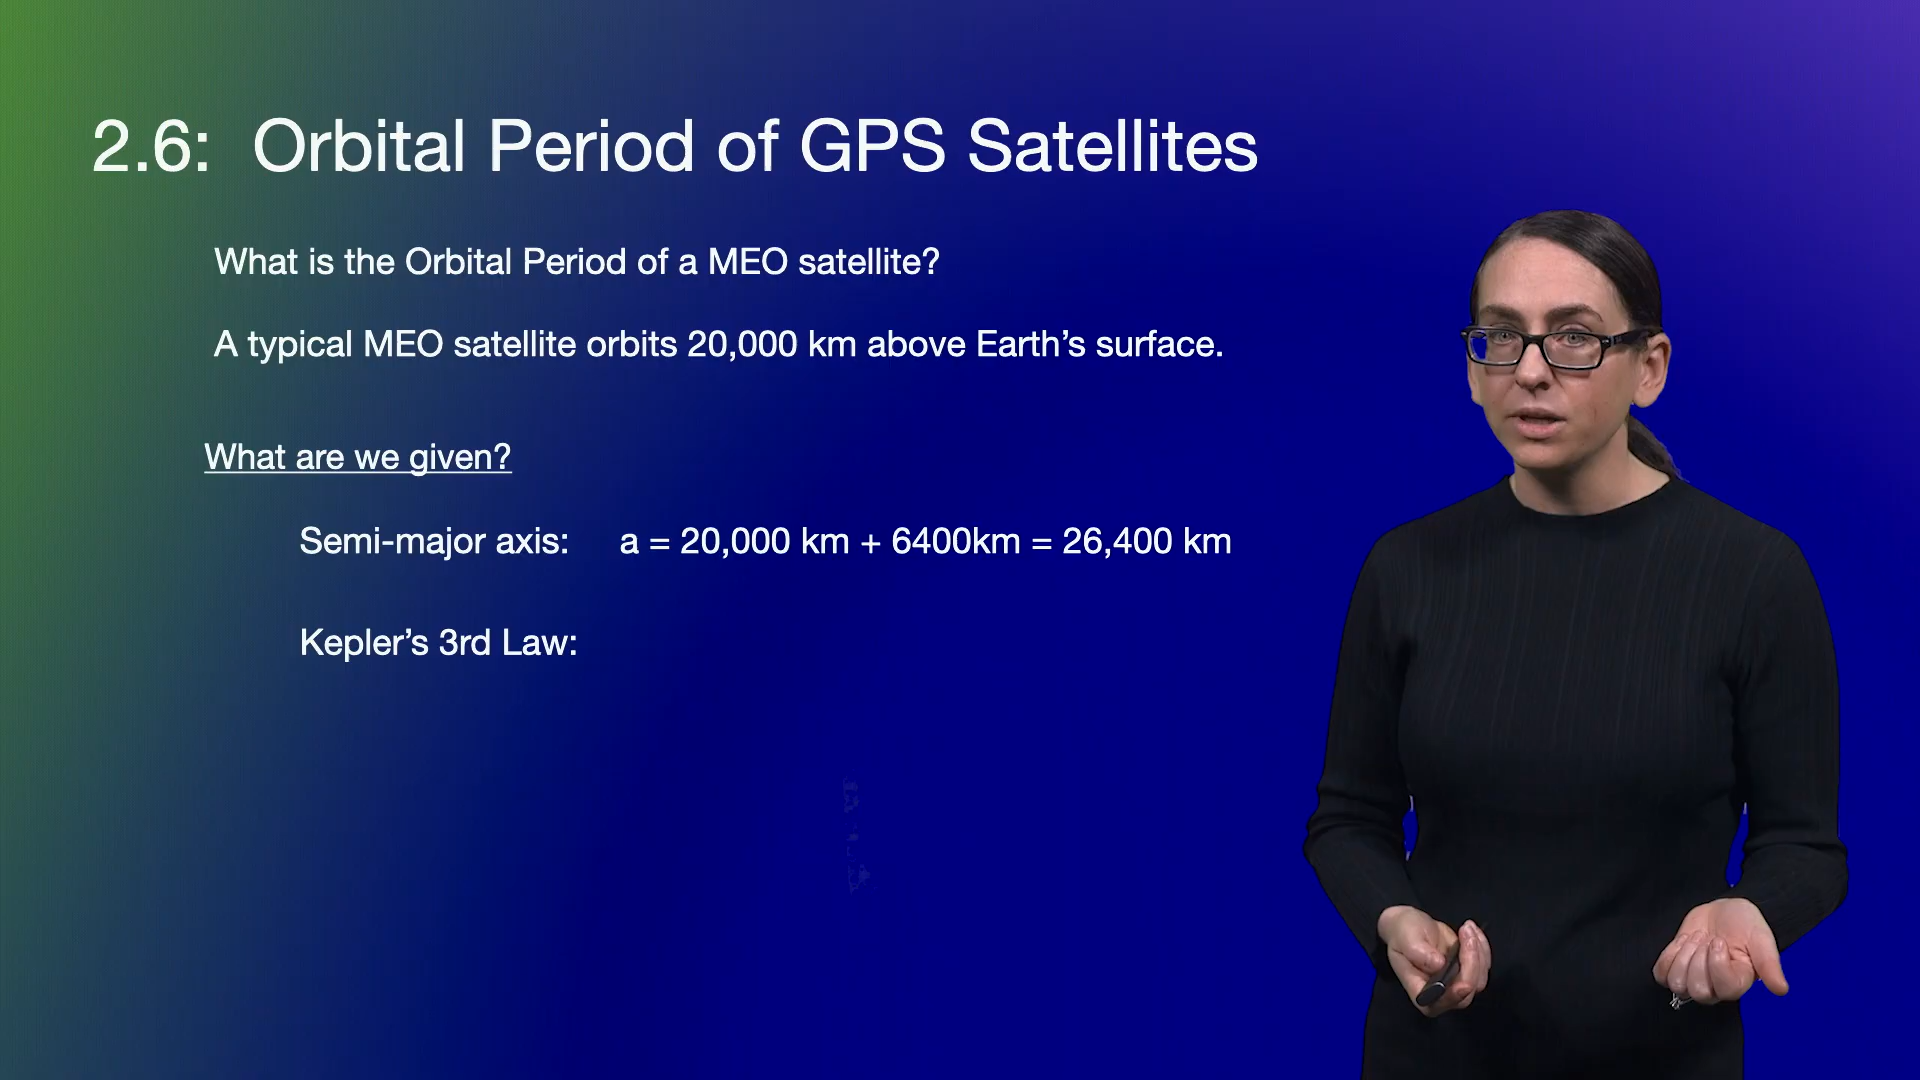 2.6: Orbital Period of GPS Satellites
What is the Orbital Period of a MEO satellite?
A typical MEO satellite orbits 20,000 km above Earth’s surface.
What are we given?
Semi-major axis: a = 20,000 km + 6400km = 26,400 km
Kepler’s 3rd Law: